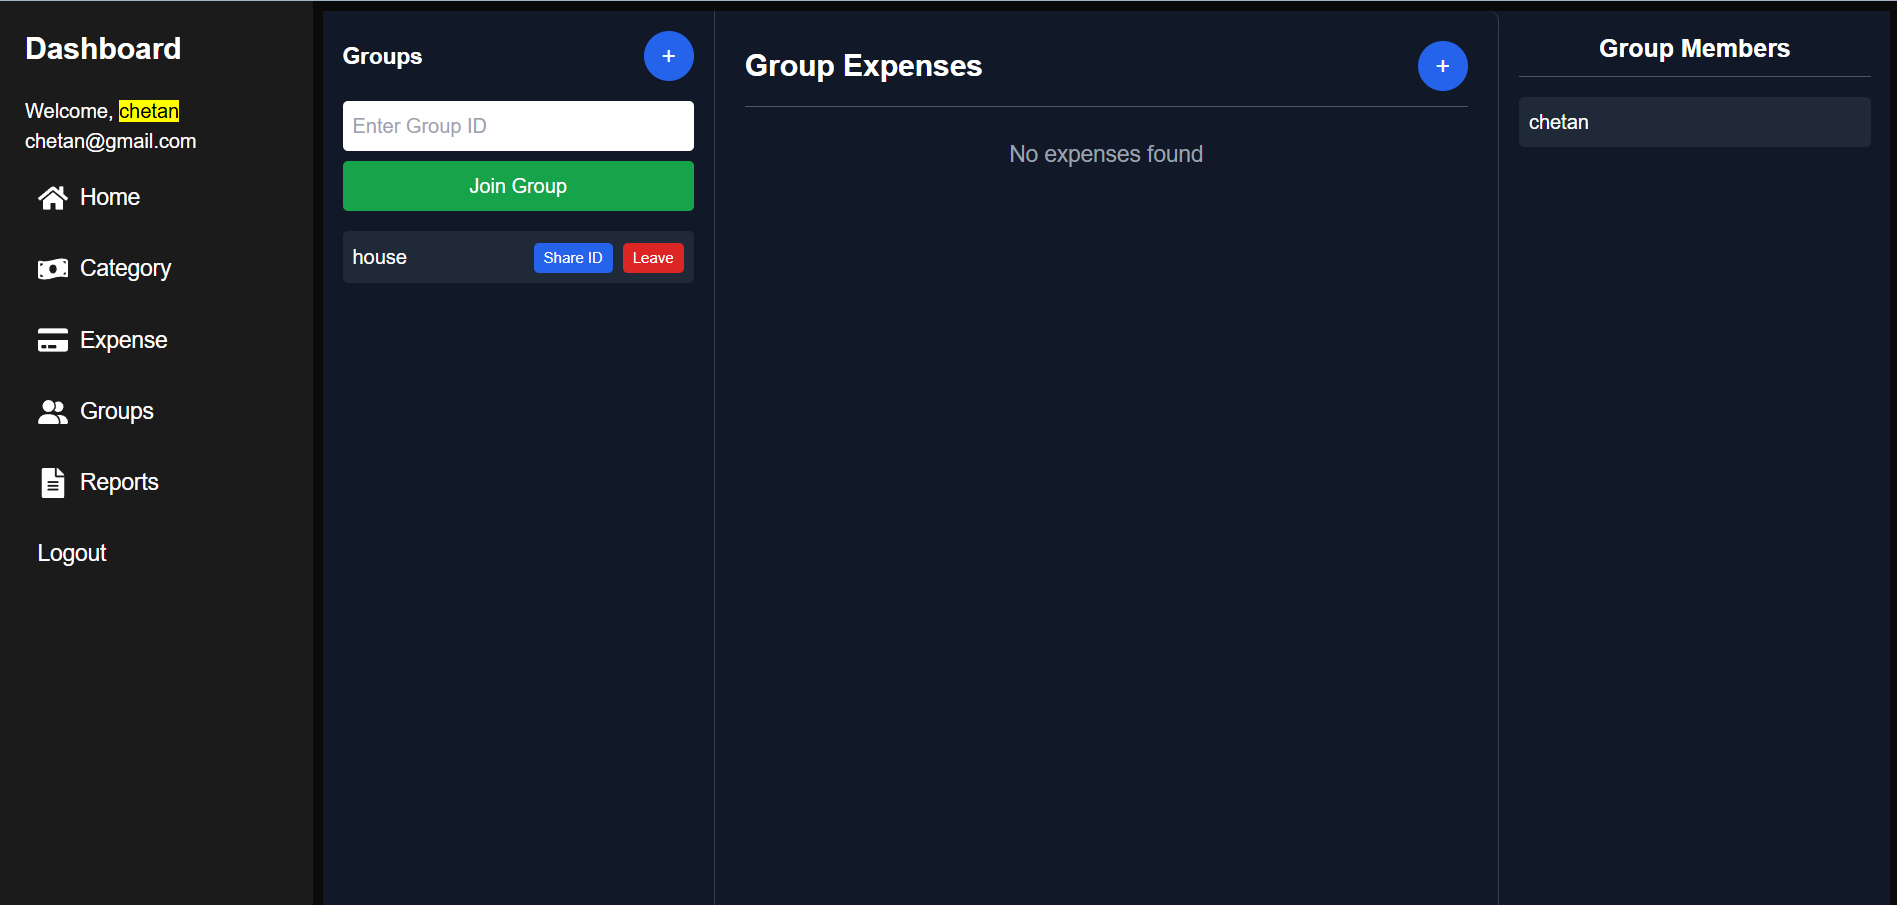 Dashboard
Welcome, chetan
chetan@gmail.com
Home
Category
Expense
Groups
Reports
Logout
Groups
+
Enter Group ID
Join Group
house
Share ID
Leave
Group Expenses
+
No expenses found
Group Members
chetan